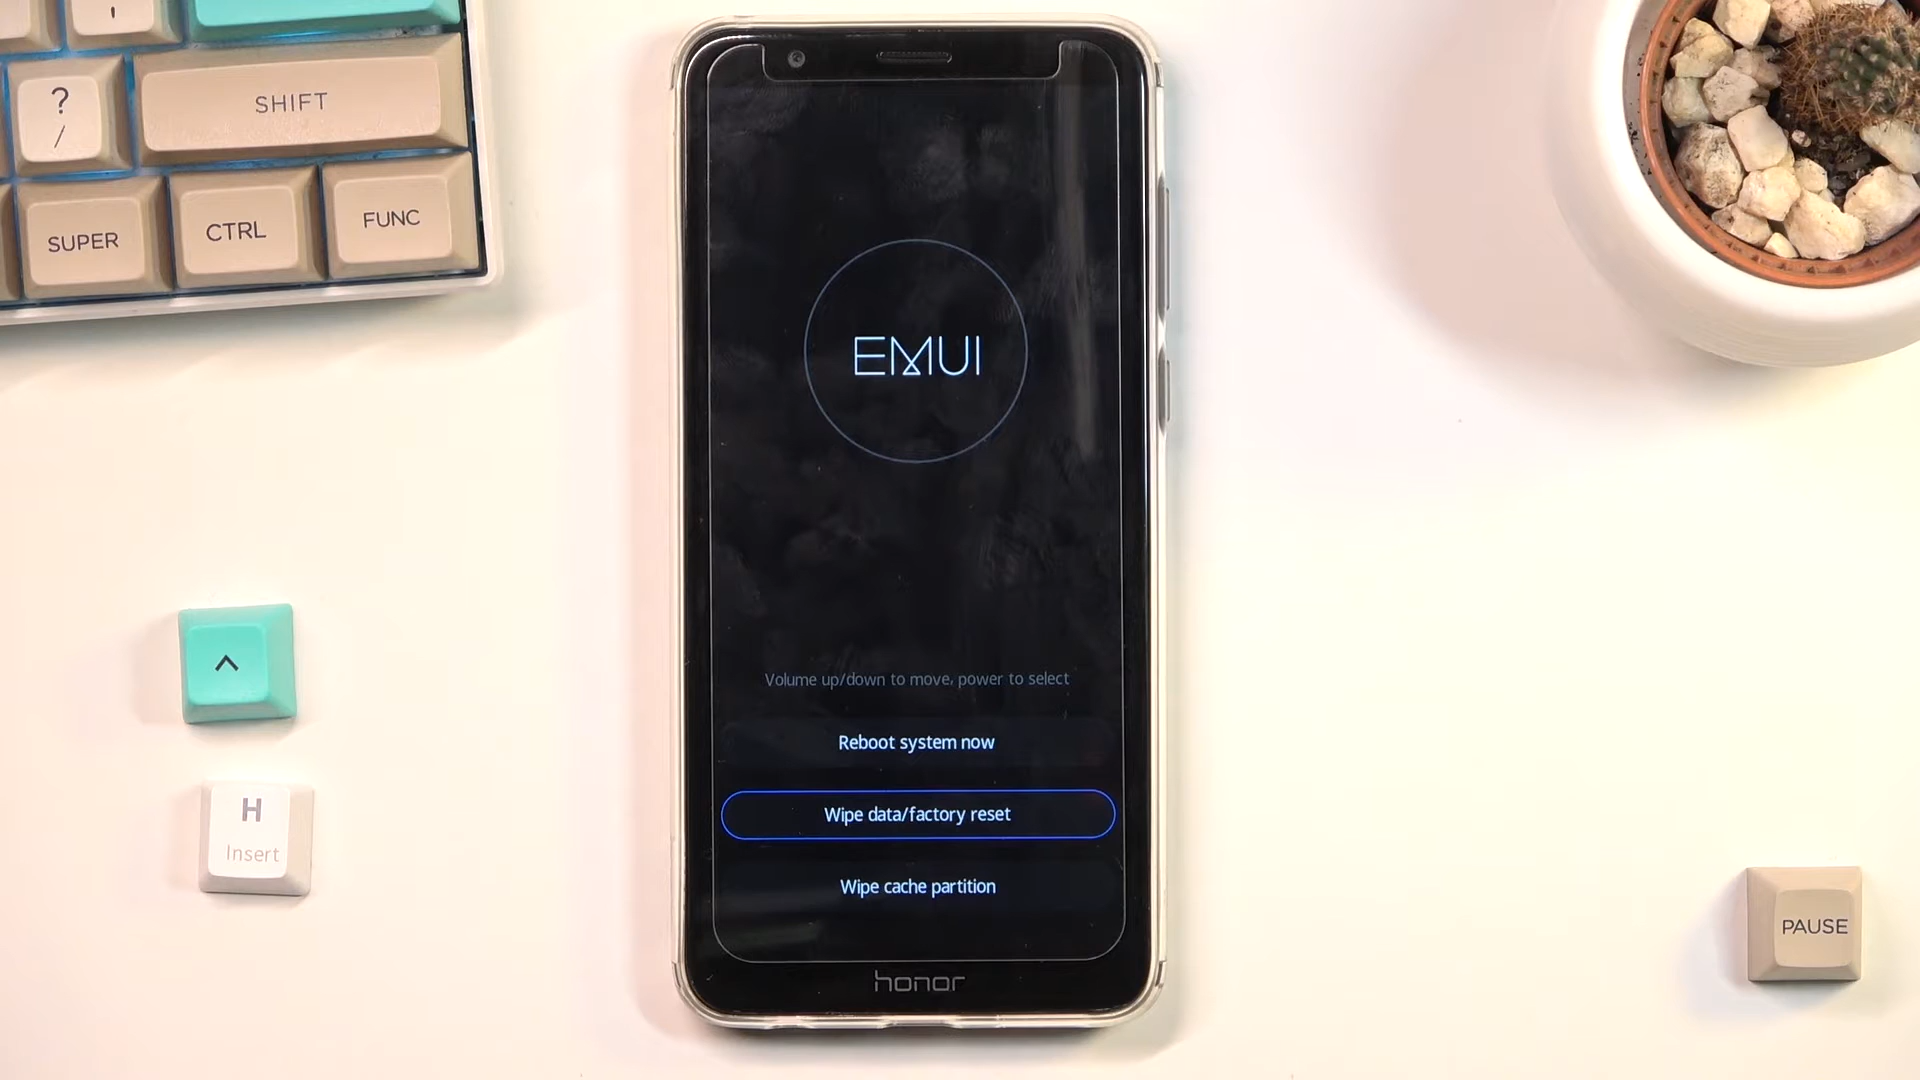 ?
/
SHIFT
SUPER
CTRL
FUNC
^
H
Insert
EMUI
Volume up/down to move, power to select
Reboot system now
Wipe data/factory reset
Wipe cache partition
honor
PAUSE